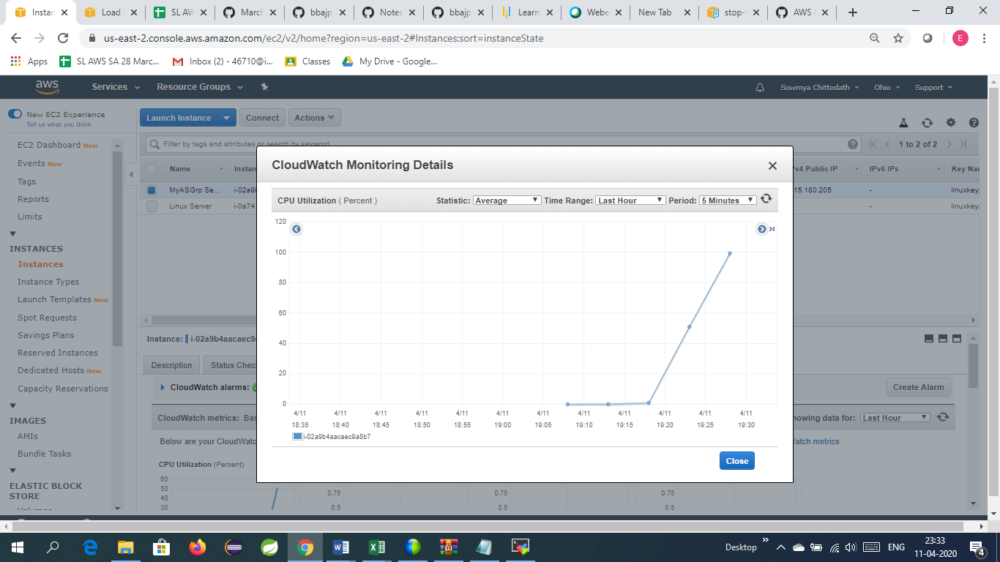 Instan
Load
SL AW
March
bbajp
Notes
bbajp
Learn
Webe
New Tab
stop-
AWS
us-east-2.console.aws.amazon.com/ec2/v2/home?region=us-east-2#Instances:sort=instanceState
E
Apps
SL AWS SA 28 Marc...
Inbox (2) - 46710@i...
Classes
My Drive - Google...
aws
Services
Resource Groups
Sowmya Chittedath
Ohio
Support
New EC2 Experience
Tell us what you think
Launch Instance
Connect
Actions
EC2 Dashboard New
Events New
Tags
Reports
Limits
INSTANCES
Instances
Instance Types
Launch Templates New
Spot Requests
Savings Plans
Reserved Instances
Dedicated Hosts New
Capacity Reservations
IMAGES
AMIs
Bundle Tasks
ELASTIC BLOCK
STORE
Volumes
Filter by tags and attributes or search by keyword
1 to 2 of 2
Name
Instan
Pv4 Public IP
IPv6 IPs
Key Nam
MyASGrp Se...
i-02a9b
15.180.205
-
linuxkeyp
Linux Server
i-0a74
-
linuxkeyp
CloudWatch Monitoring Details
CPU Utilization ( Percent )
Statistic: Average
Time Range: Last Hour
Period: 5 Minutes
120
100
80
60
40
20
0
4/11 4/11 4/11 4/11 4/11 4/11 4/11 4/11 4/11 4/11 4/11 4/11
18:35 18:40 18:45 18:50 18:55 19:00 19:05 19:10 19:15 19:20 19:25 19:30
i-02a9b4aacaec9a8b7
Close
Instance: i-02a9b4aacaec9a
Description
Status Chec
CloudWatch alarms:
Create Alarm
CloudWatch metrics: Bas
howing data for: Last Hour
Below are your CloudWatc
Watch metrics
CPU Utilization (Percent)
60
50
40
30
0.75
0.5
0.75
0.5
0.75
0.5
Desktop
ENG
23:33
11-04-2020
4